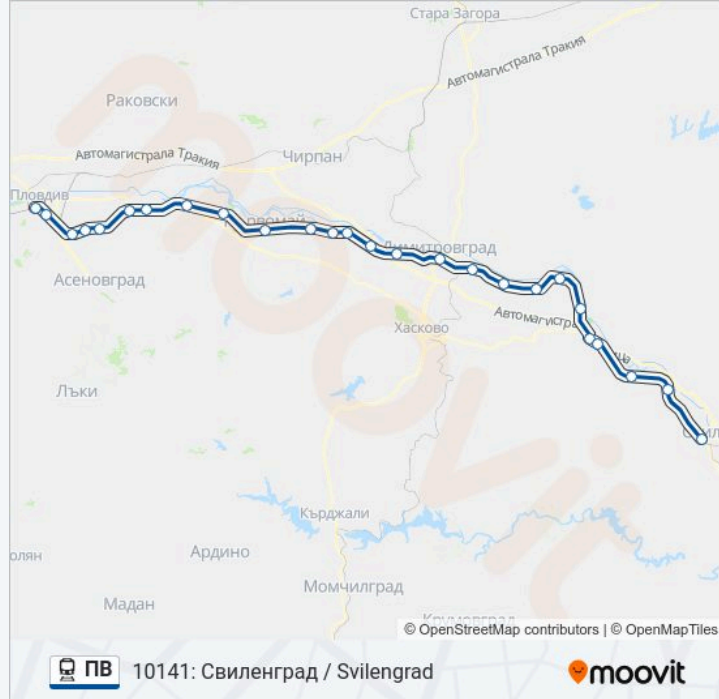 Стара Загора
Автомагистрала Тракия
Раковски
Чирпан
Автомагистрала Тракия
Пловдив
Димитровград
Асеновград
Хасково
Лъки
Кърджали
Ардино
Момчилград
Мадан
© OpenStreetMap contributors | © OpenMapTiles
ПВ 10141: Свиленград / Svilengrad
moovit